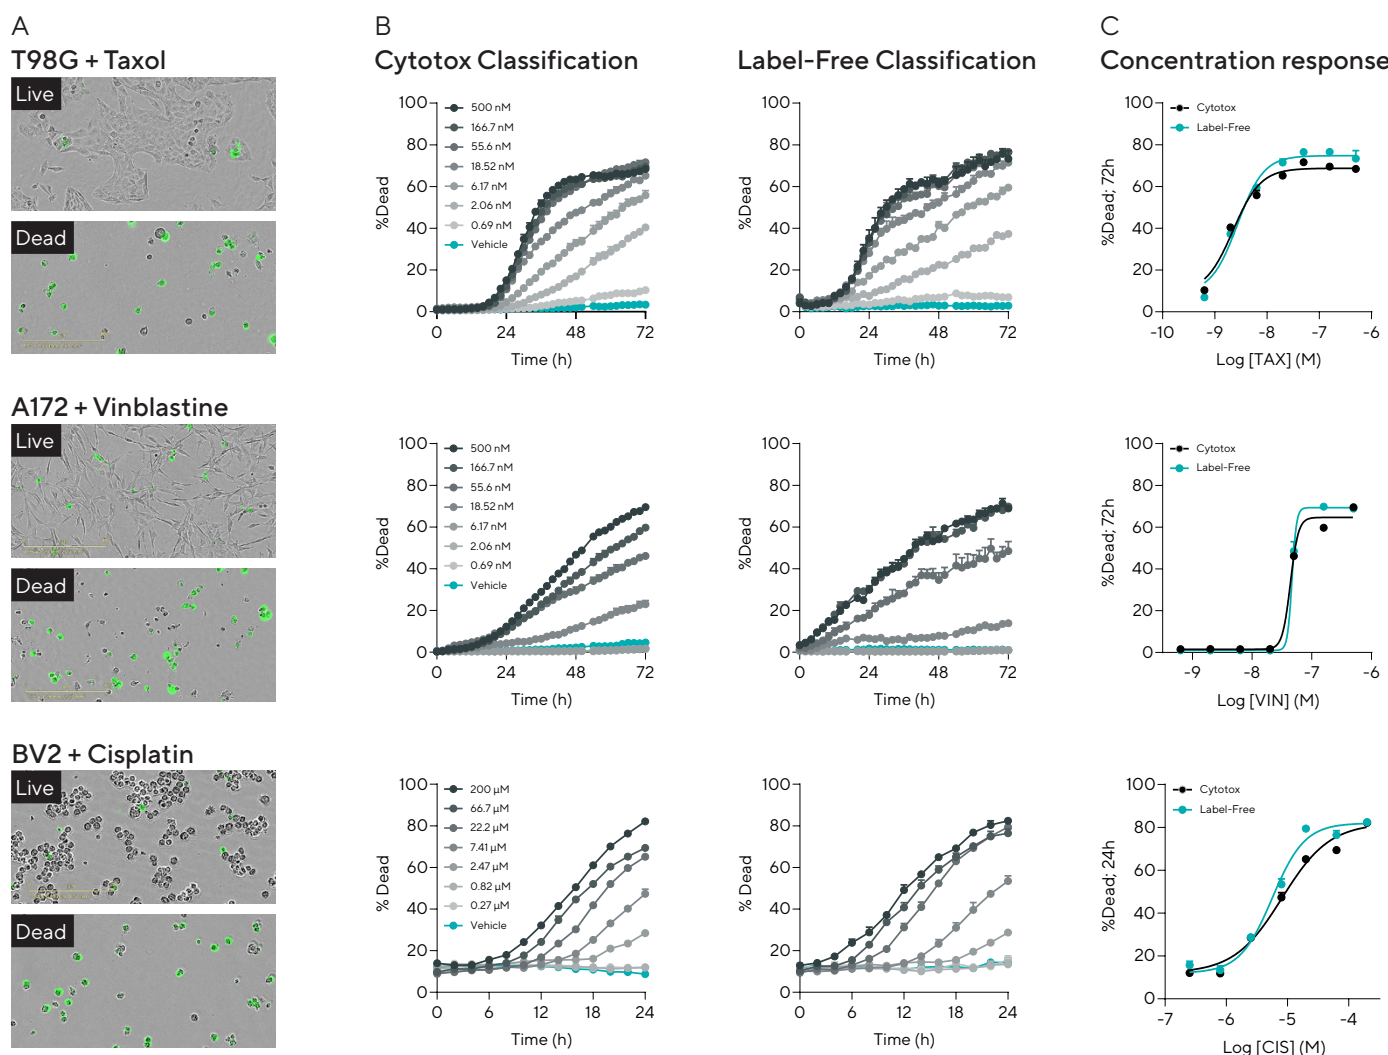 A
T98G + Taxol
Live
Dead
B
Cytotox Classification
Label-Free Classification
C
Concentration response
100
80
60
40
20
0
%Dead
500 nM
166.7 nM
55.6 nM
18.52 nM
6.17 nM
2.06 nM
0.69 nM
Vehicle
0 24 48 72
Time (h)
100
80
60
40
20
0
%Dead
0 24 48 72
Time (h)
100
80
60
40
20
0
%Dead; 72h
Cytotox
Label-Free
-10 -9 -8 -7 -6
Log [TAX] (M)
A172 + Vinblastine
Live
Dead
100
80
60
40
20
0
%Dead
500 nM
166.7 nM
55.6 nM
18.52 nM
6.17 nM
2.06 nM
0.69 nM
Vehicle
0 24 48 72
Time (h)
100
80
60
40
20
0
%Dead
0 24 48 72
Time (h)
100
80
60
40
20
0
%Dead; 72h
Cytotox
Label-Free
-9 -8 -7 -6
Log [VIN] (M)
BV2 + Cisplatin
Live
Dead
100
80
60
40
20
0
% Dead
200 µM
66.7 µM
22.2 µM
7.41 µM
2.47 µM
0.82 µM
0.27 µM
Vehicle
0 6 12 18 24
Time (h)
100
80
60
40
20
0
% Dead
0 6 12 18 24
Time (h)
100
80
60
40
20
0
%Dead; 24h
Cytotox
Label-Free
-7 -6 -5 -4
Log [CIS] (M)